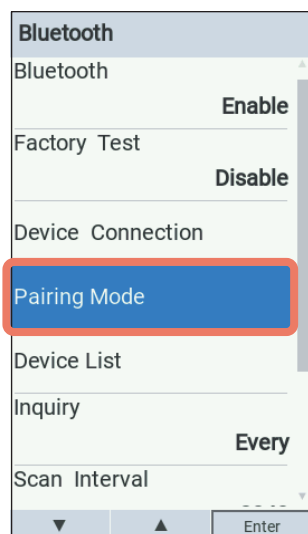 Bluetooth
Bluetooth
Enable
Factory Test
Disable
Device Connection
Pairing Mode
Device List
Inquiry
Every
Scan Interval
▼ ▲ Enter